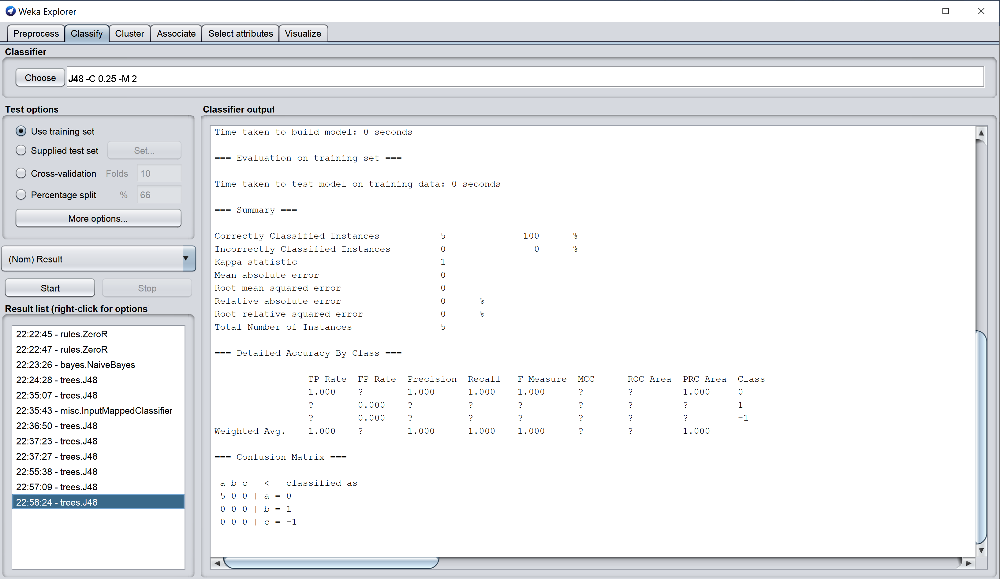 Weka Explorer
Preprocess Classify Cluster Associate Select attributes Visualize
Classifier
Choose J48 -C 0.25 -M 2
Test options
Use training set
Supplied test set Set...
Cross-validation Folds 10
Percentage split % 66
More options...
(Nom) Result
Start Stop
Result list (right-click for options
22:22:45 - rules.ZeroR
22:22:47 - rules.ZeroR
22:23:26 - bayes.NaiveBayes
22:24:28 - trees.J48
22:35:07 - trees.J48
22:35:43 - misc.InputMappedClassifier
22:36:50 - trees.J48
22:37:23 - trees.J48
22:37:27 - trees.J48
22:55:38 - trees.J48
22:57:09 - trees.J48
22:58:24 - trees.J48
Classifier output
Time taken to build model: 0 seconds
=== Evaluation on training set ===
Time taken to test model on training data: 0 seconds
=== Summary ===
Correctly Classified Instances 5 100 %
Incorrectly Classified Instances 0 0 %
Kappa statistic 1
Mean absolute error 0
Root mean squared error 0
Relative absolute error 0 %
Root relative squared error 0 %
Total Number of Instances 5
=== Detailed Accuracy By Class ===
TP Rate FP Rate Precision Recall F-Measure MCC ROC Area PRC Area Class
1.000 ? 1.000 1.000 1.000 ? ? 1.000 0
? 0.000 ? ? ? ? ? ? 1
? 0.000 ? ? ? ? ? ? -1
Weighted Avg. 1.000 ? 1.000 1.000 1.000 ? ? 1.000
=== Confusion Matrix ===
a b c <-- classified as
5 0 0 | a = 0
0 0 0 | b = 1
0 0 0 | c = -1